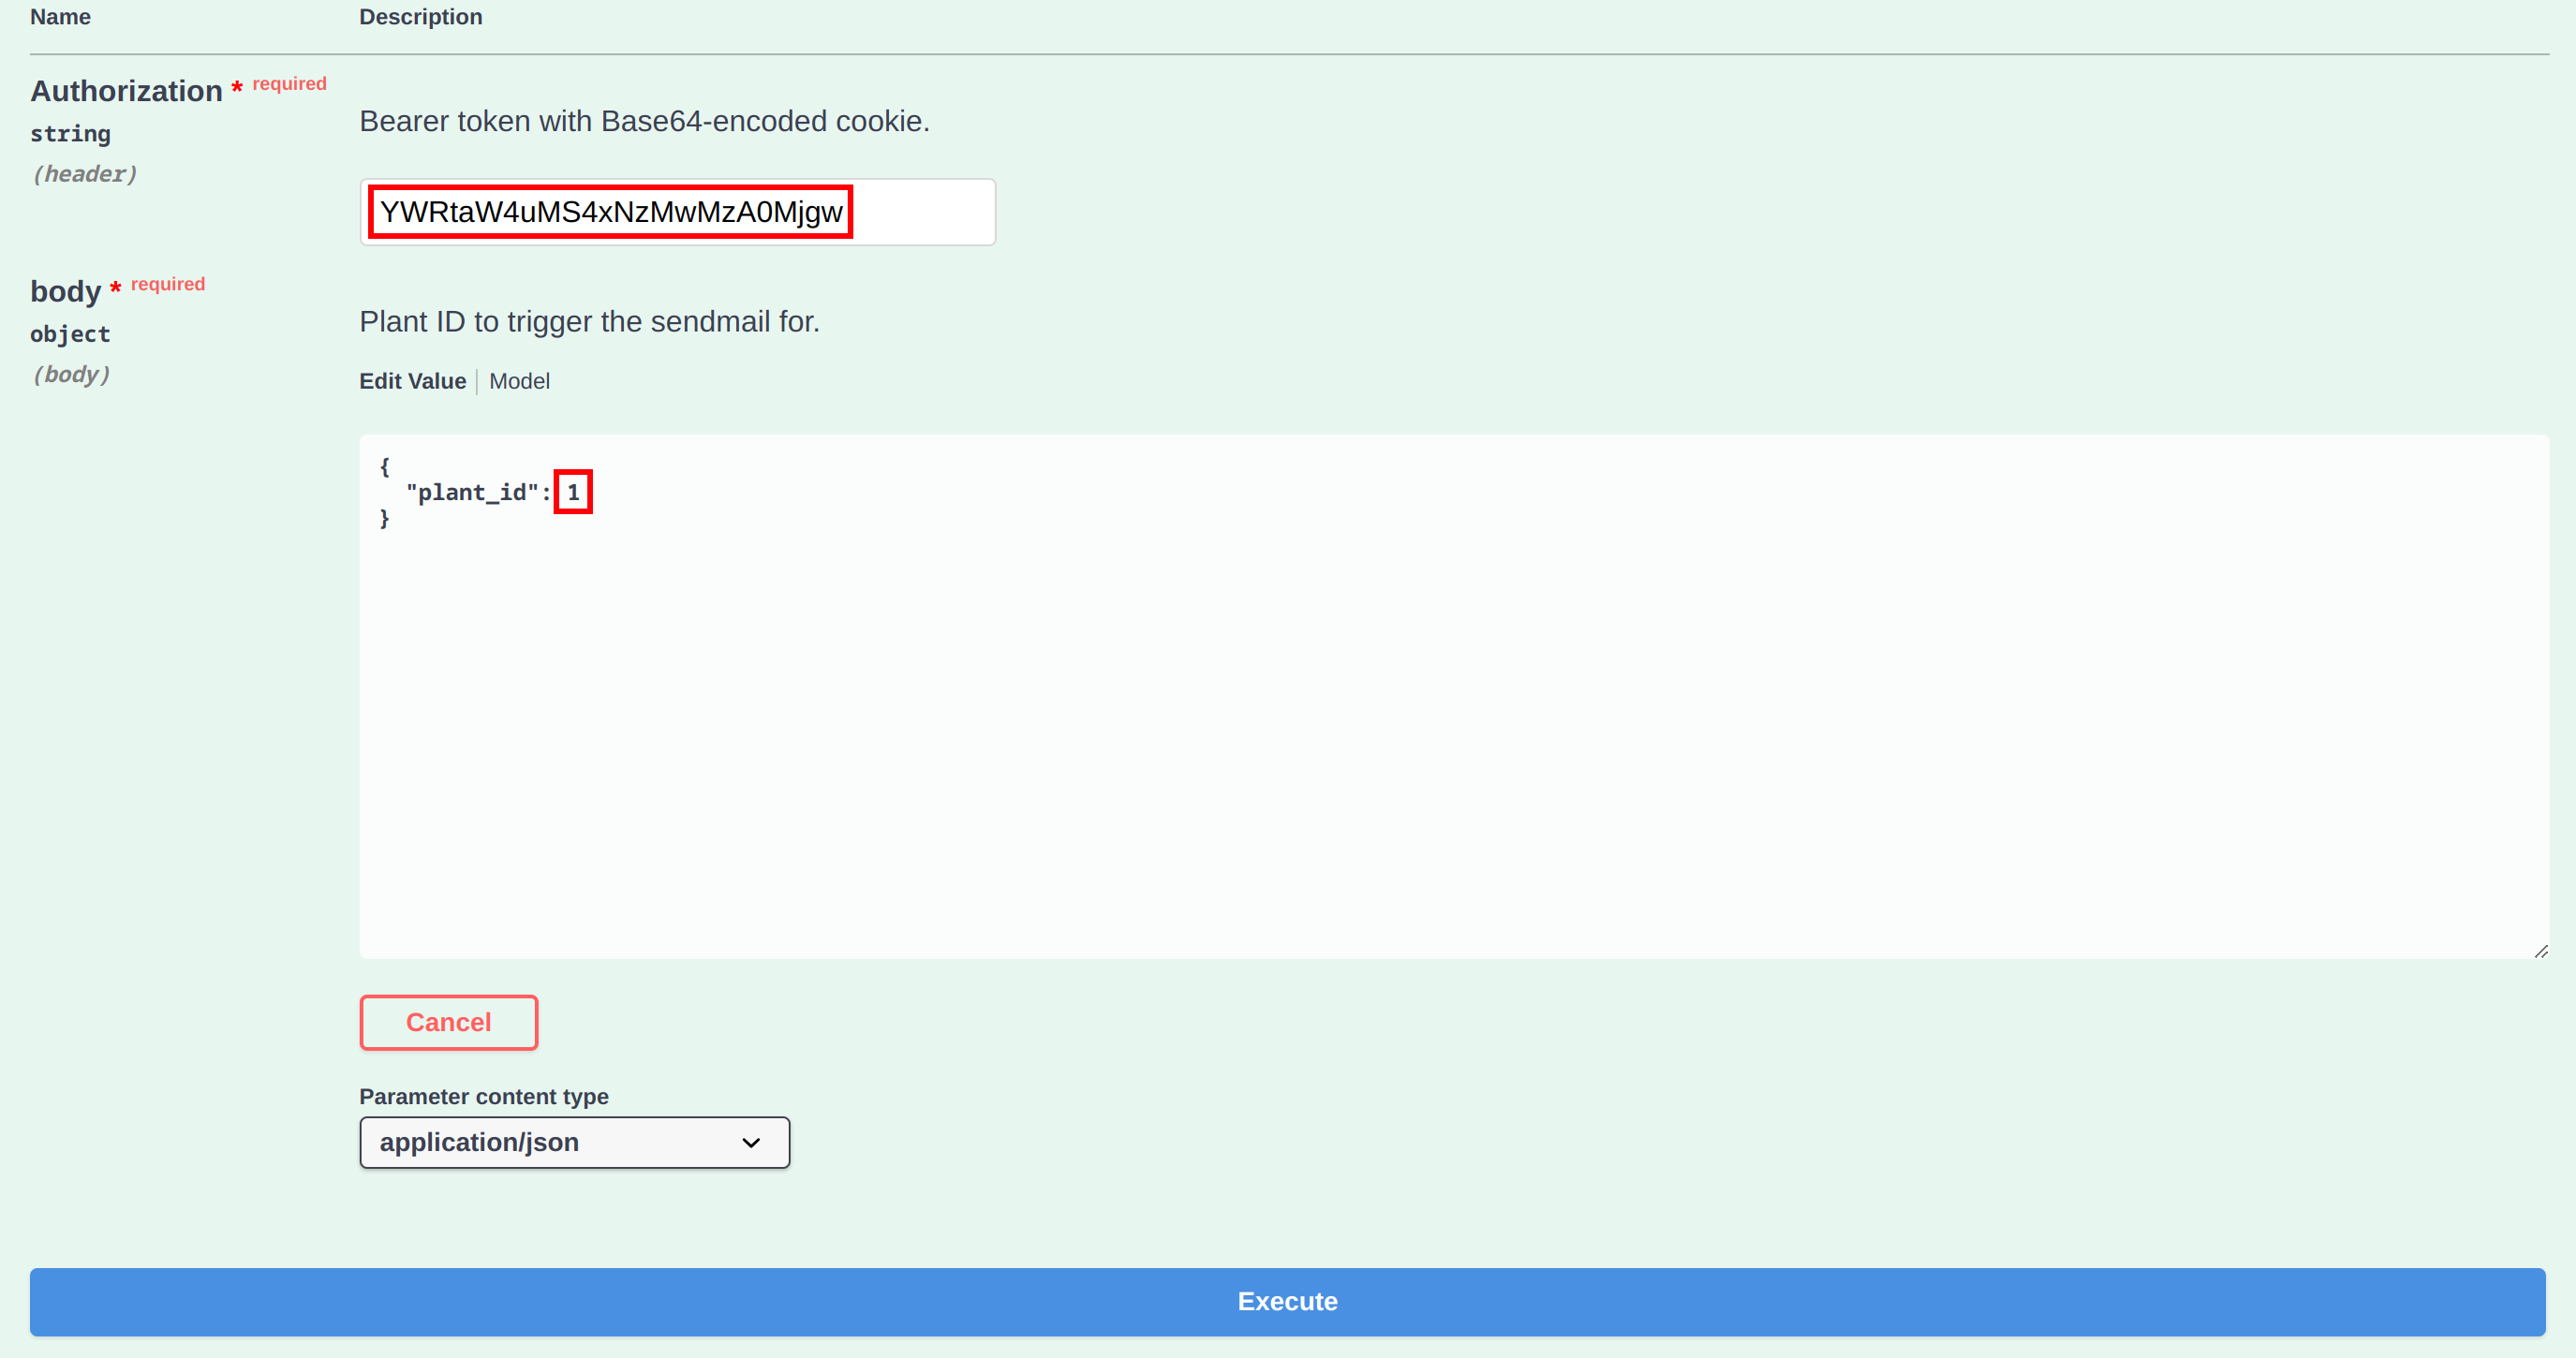 Name Description
Authorization * required
string
(header)
Bearer token with Base64-encoded cookie.
YWRtaW4uMS4xNzMwMzA0Mjgw
body * required
object
(body)
Plant ID to trigger the sendmail for.
Edit Value | Model
{
"plant_id": 1
}
Cancel
Parameter content type
application/json
Execute